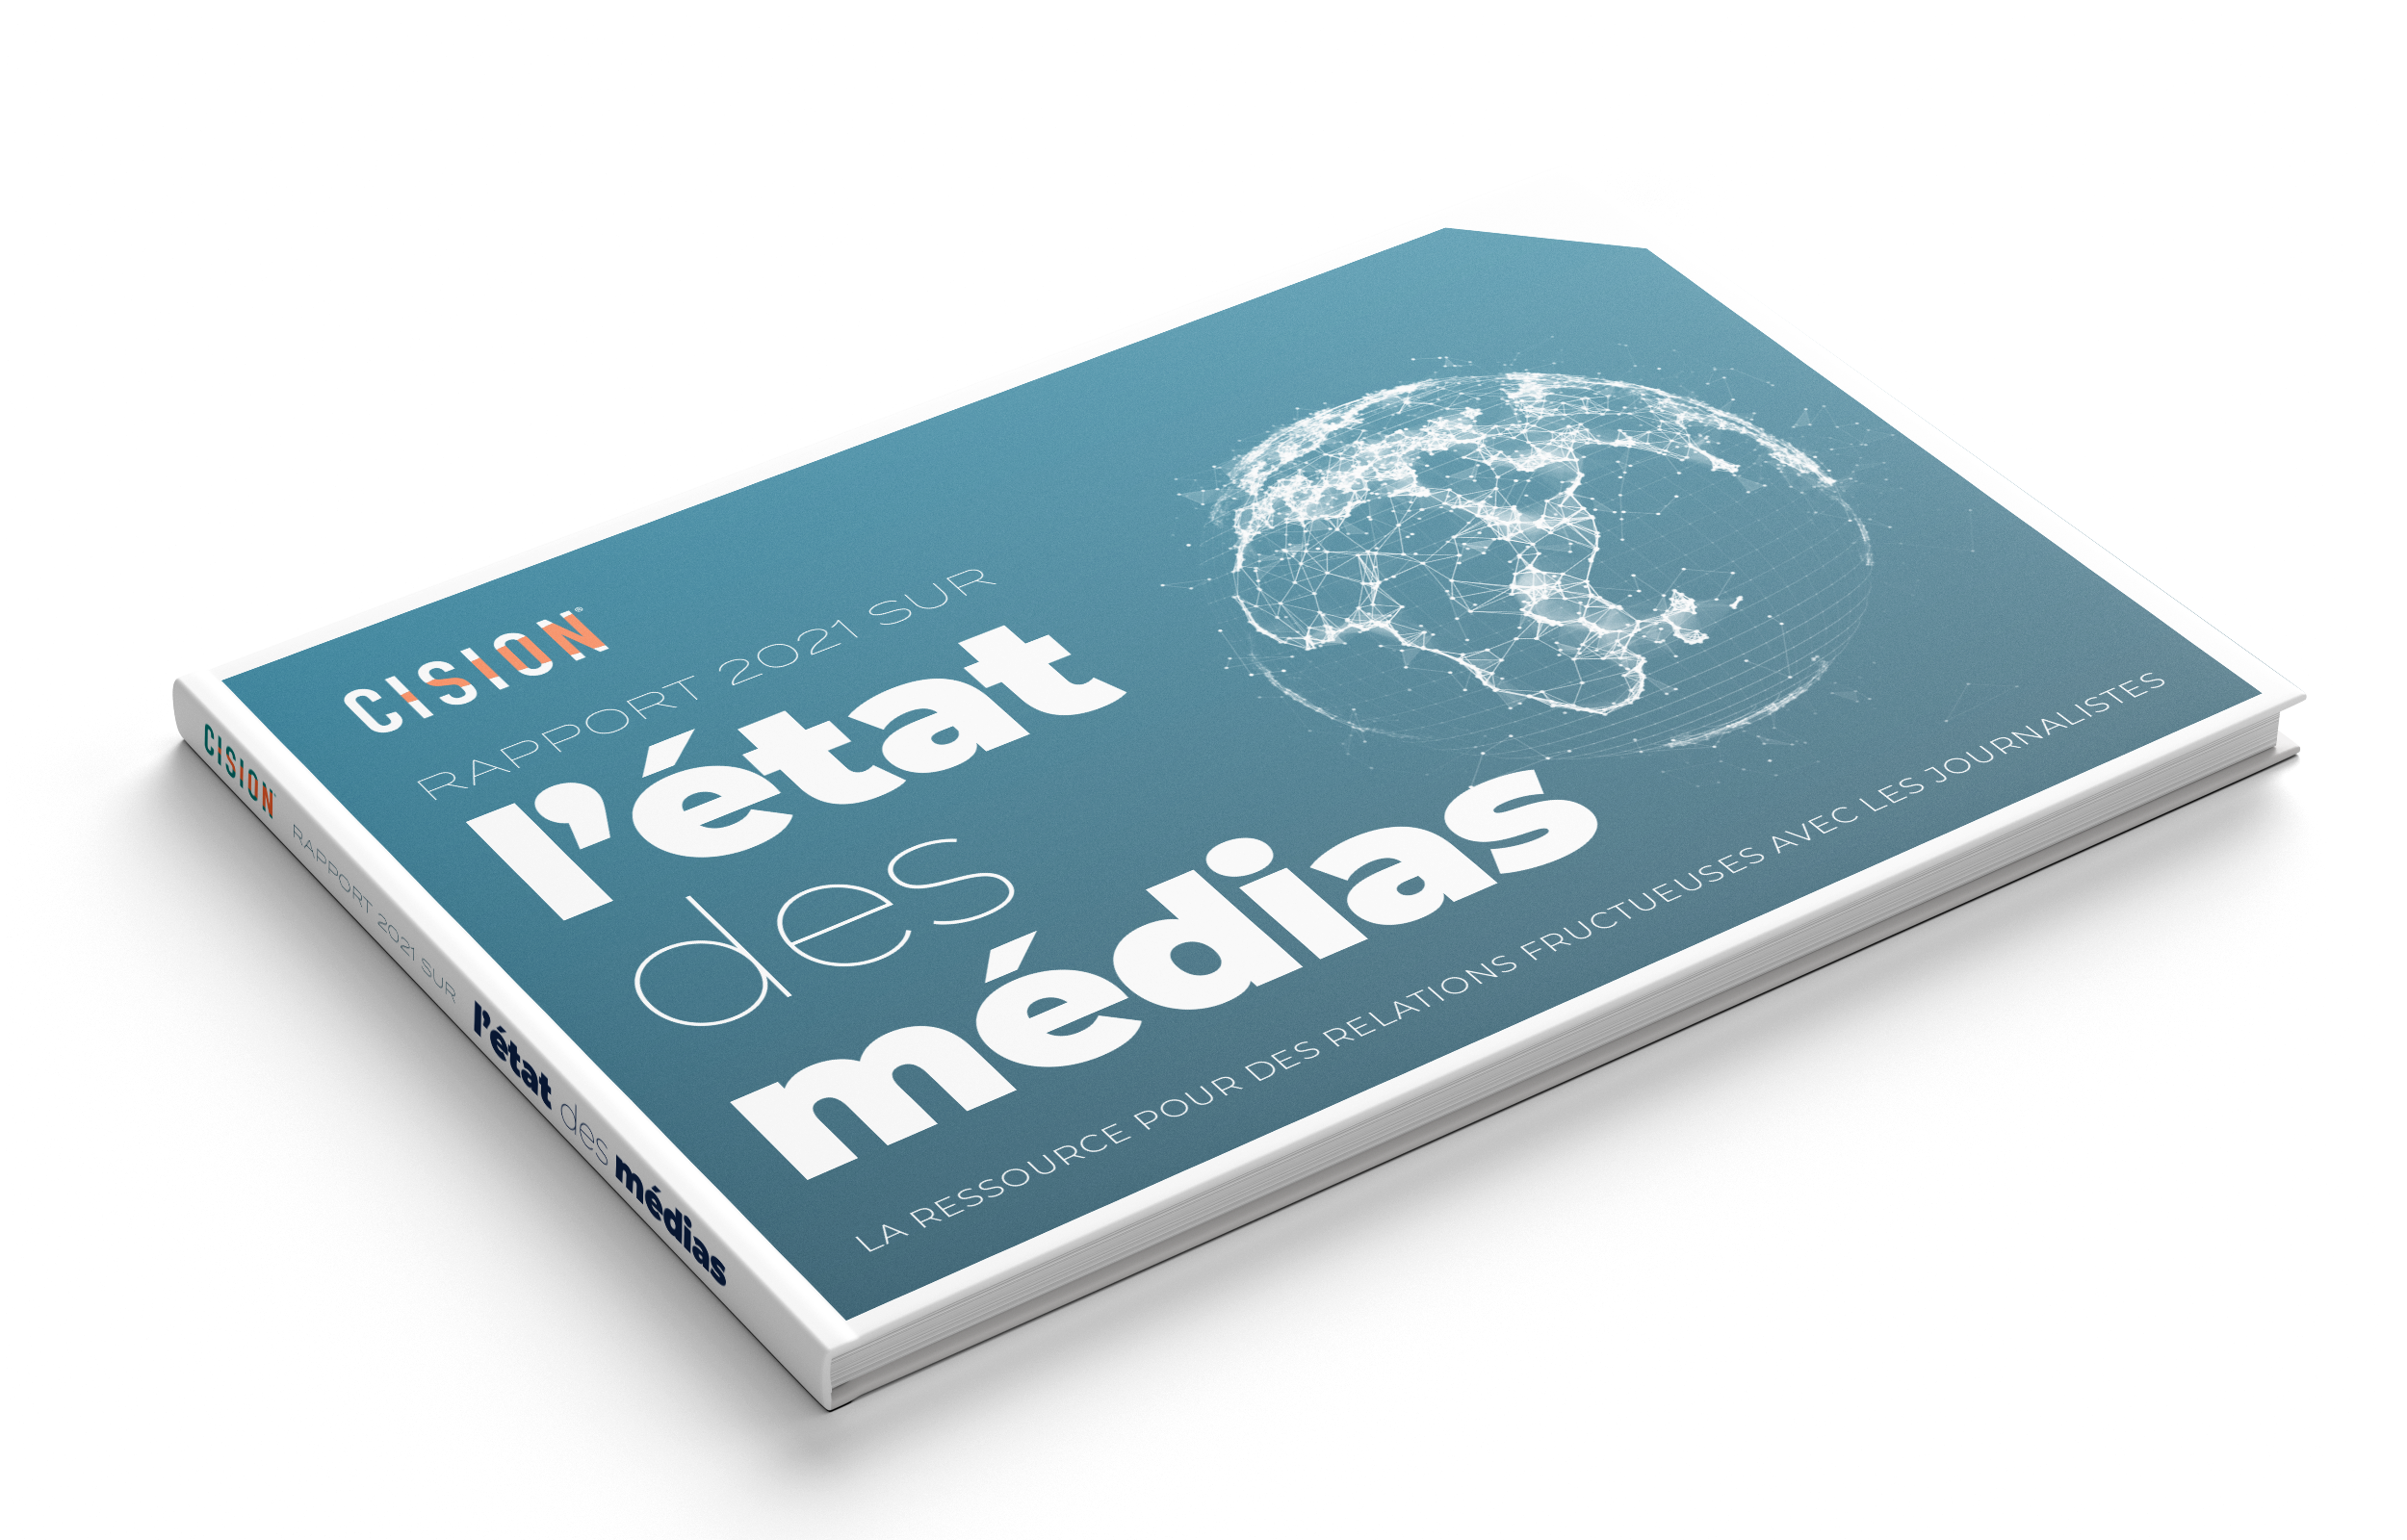 CISION®
RAPPORT 2021 SUR
l'état
des
médias
LA RESSOURCE POUR DES RELATIONS FRUCTUEUSES AVEC LES JOURNALISTES
CISION RAPPORT 2021 SUR l'état des médias